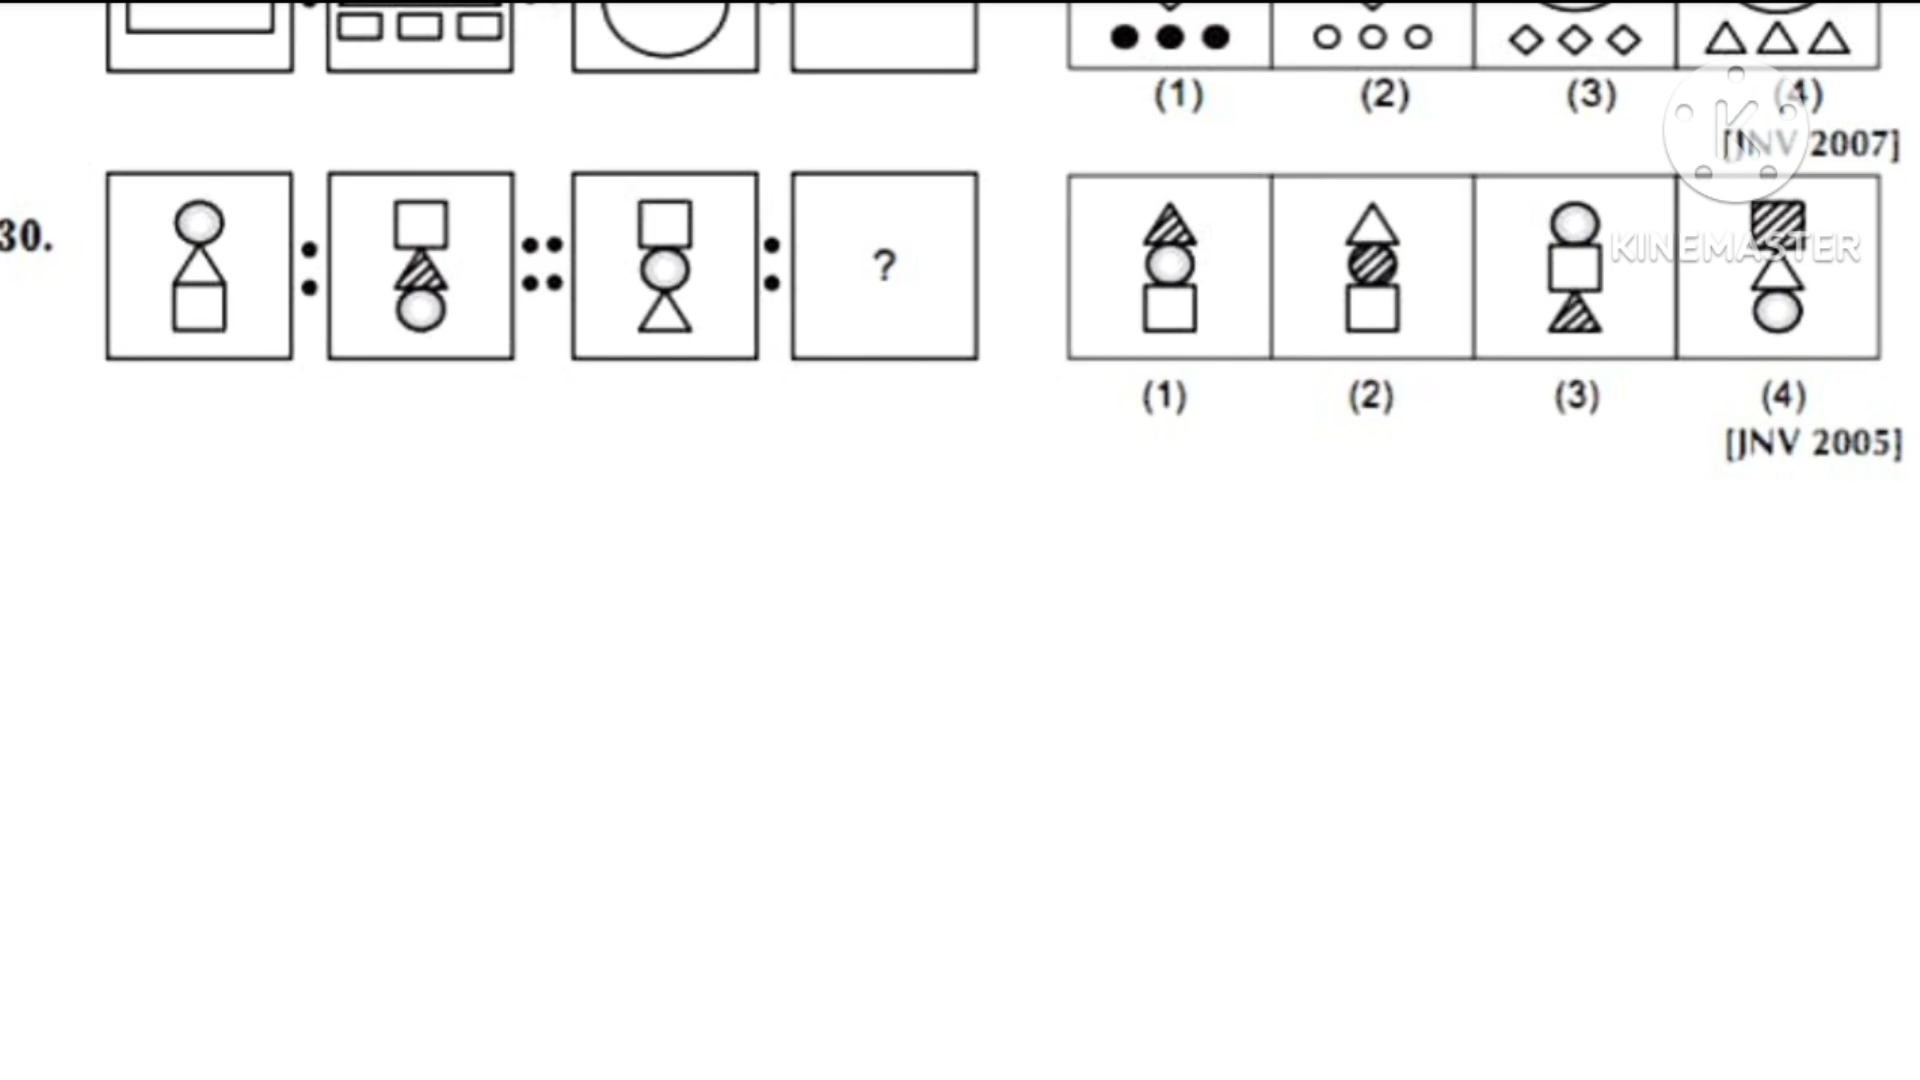 (1) (2) (3) (4)
[JNV 2007]
30.
?
KINEMASTER
(1) (2) (3) (4)
[JNV 2005]